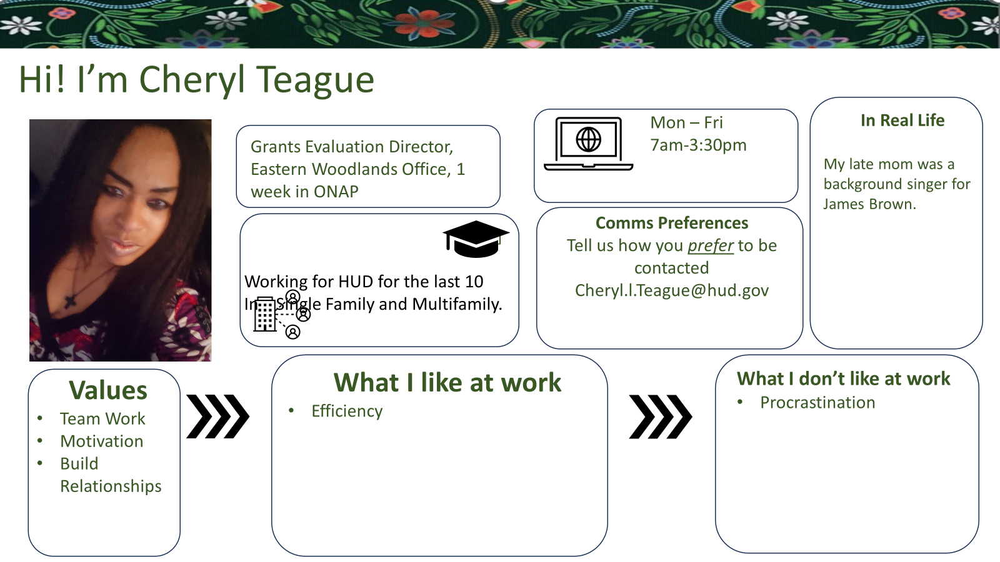 Hi! I’m Cheryl Teague
Grants Evaluation Director,
Eastern Woodlands Office, 1
week in ONAP
Mon – Fri
7am-3:30pm
In Real Life
My late mom was a
background singer for
James Brown.
Working for HUD for the last 10
In Single Family and Multifamily.
Comms Preferences
Tell us how you prefer to be
contacted
Cheryl.l.Teague@hud.gov
Values
• Team Work
• Motivation
• Build
Relationships
What I like at work
• Efficiency
What I don’t like at work
• Procrastination